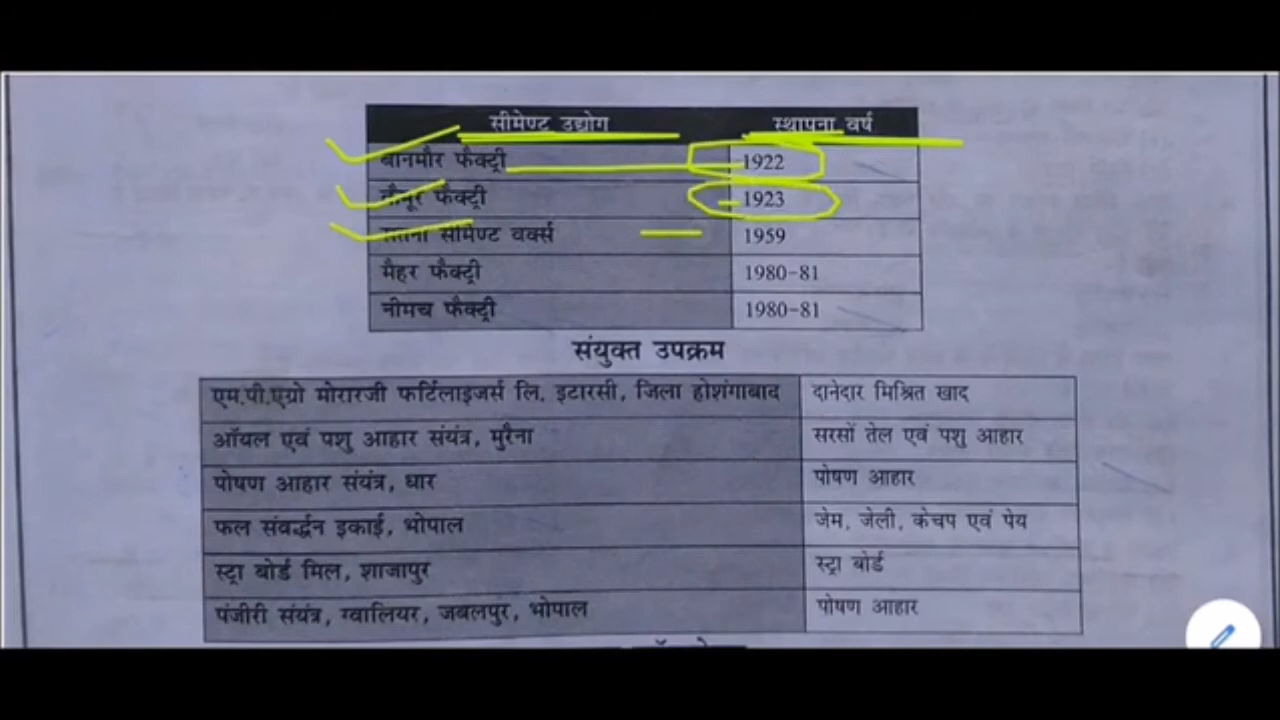 सीमेण्ट उद्योग स्थापना वर्ष
बानमौर फैक्ट्री 1922
फैक्ट्री 1923
सतना सीमेण्ट वर्क्स 1959
मैहर फैक्ट्री 1980-81
नीमच फैक्ट्री 1980-81
संयुक्त उपक्रम
एम.पी.एग्रो मोरारजी फर्टिलाइजर्स लि. इटारसी, जिला होशंगाबाद दानेदार मिश्रित खाद
ऑयल एवं पशु आहार संयंत्र, मुरैना सरसों तेल एवं पशु आहार
पोषण आहार संयंत्र, धार पोषण आहार
फल संवर्द्धन इकाई, भोपाल जेम, जेली, केचप एवं पेय
स्ट्रा बोर्ड मिल, शाजापुर स्ट्रा बोर्ड
पंजीरी संयंत्र, ग्वालियर, जबलपुर, भोपाल पोषण आहार